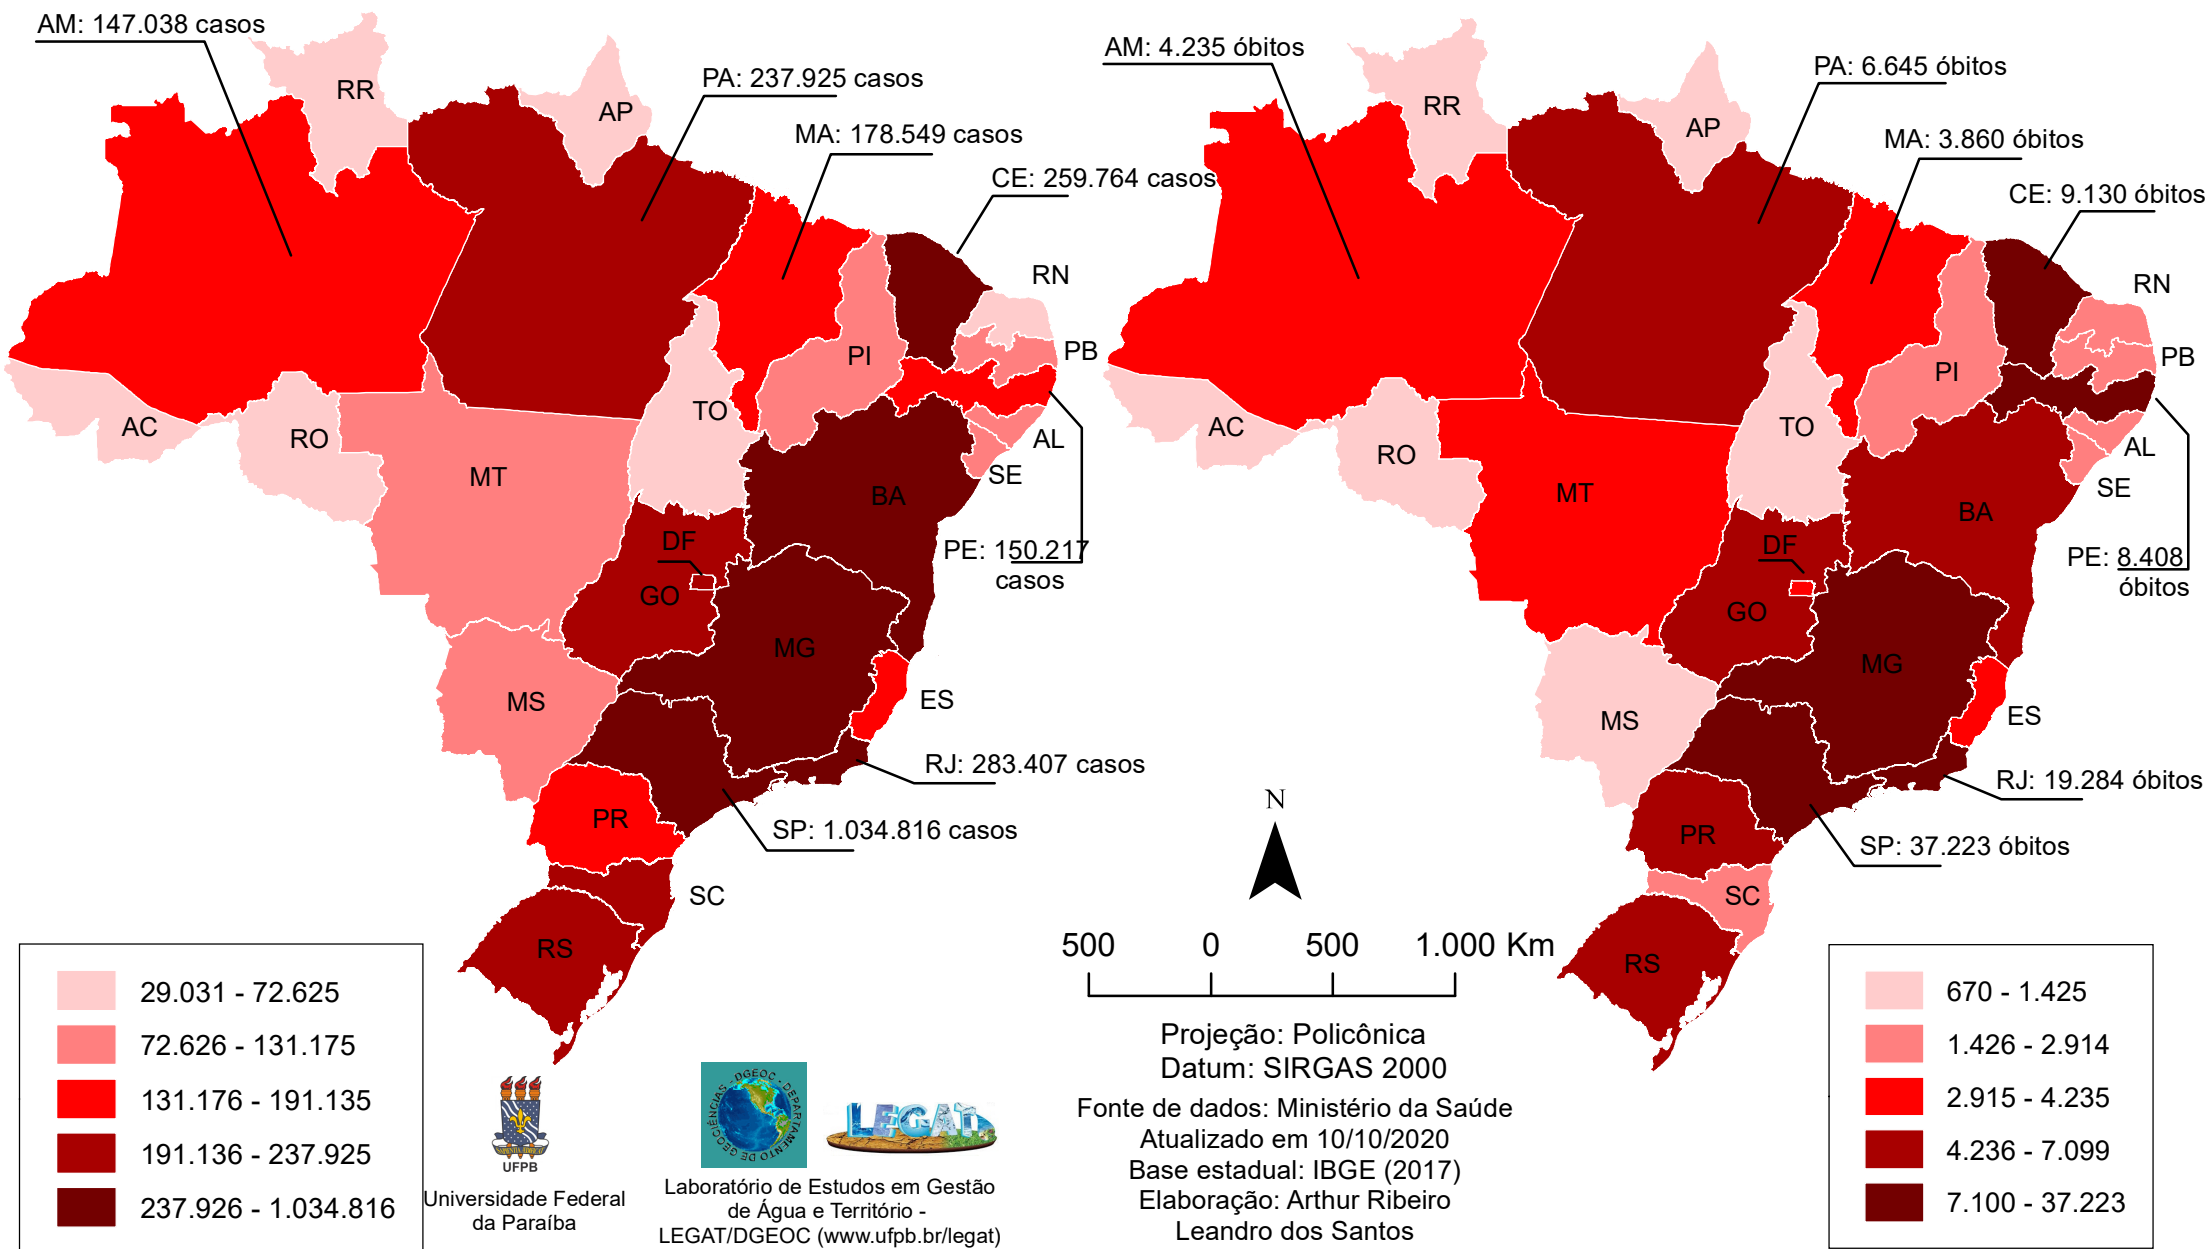 AM: 147.038 casos
RR
AP
PA: 237.925 casos
MA: 178.549 casos
CE: 259.764 casos
RN
PB
PI
TO
AC
RO
MT
AL
SE
BA
DF
GO
PE: 150.217
casos
MG
MS
ES
RJ: 283.407 casos
PR
SP: 1.034.816 casos
SC
RS
29.031 - 72.625
72.626 - 131.175
131.176 - 191.135
191.136 - 237.925
237.926 - 1.034.816
AM: 4.235 óbitos
RR
AP
PA: 6.645 óbitos
MA: 3.860 óbitos
CE: 9.130 óbitos
RN
PB
PI
TO
AC
RO
MT
AL
SE
BA
DF
GO
PE: 8.408
óbitos
MG
MS
ES
RJ: 19.284 óbitos
PR
SP: 37.223 óbitos
SC
RS
670 - 1.425
1.426 - 2.914
2.915 - 4.235
4.236 - 7.099
7.100 - 37.223
N
500 0 500 1.000 Km
Projeção: Policônica
Datum: SIRGAS 2000
Fonte de dados: Ministério da Saúde
Atualizado em 10/10/2020
Base estadual: IBGE (2017)
Elaboração: Arthur Ribeiro
Leandro dos Santos
UFPB
Universidade Federal
da Paraíba
DGEOC - DEPARTAMENTO DE GEOCIÊNCIAS -
LEGAT
Laboratório de Estudos em Gestão
de Água e Território -
LEGAT/DGEOC (www.ufpb.br/legat)